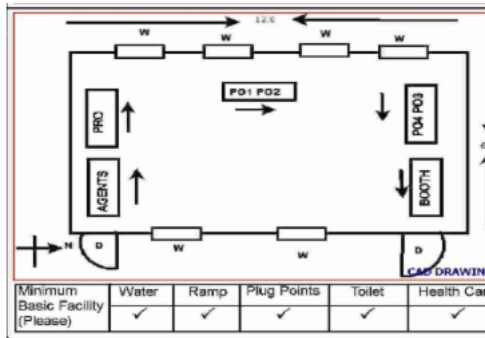 12.0
W W W W
PO1 PO2
PRO
PO4 PO3
AGENTS
BOOTH
N D W W D
CAD DRAWIN
Minimum Basic Facility (Please) Water Ramp Plug Points Toilet Health Car
✓ ✓ ✓ ✓ ✓